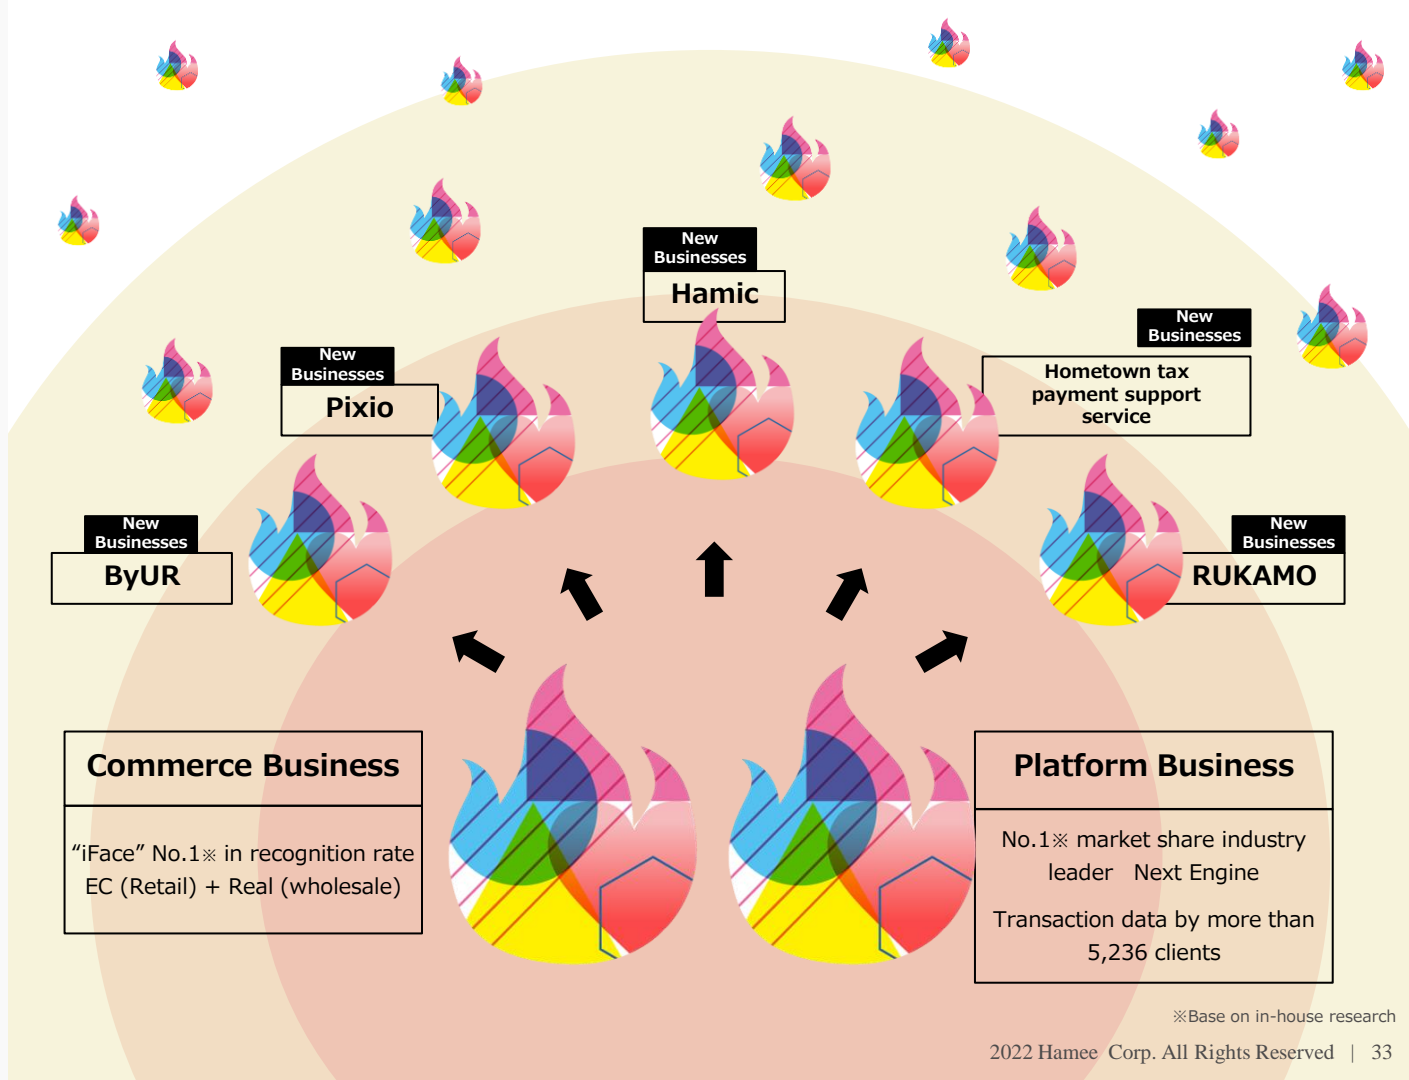 New
Businesses
Hamic
New
Businesses
Hometown tax
payment support
service
New
Businesses
Pixio
New
Businesses
ByUR
New
Businesses
RUKAMO
Commerce Business
“iFace” No.1※ in recognition rate
EC (Retail) + Real (wholesale)
Platform Business
No.1※ market share industry
leader Next Engine
Transaction data by more than
5,236 clients
※Base on in-house research
2022 Hamee Corp. All Rights Reserved | 33